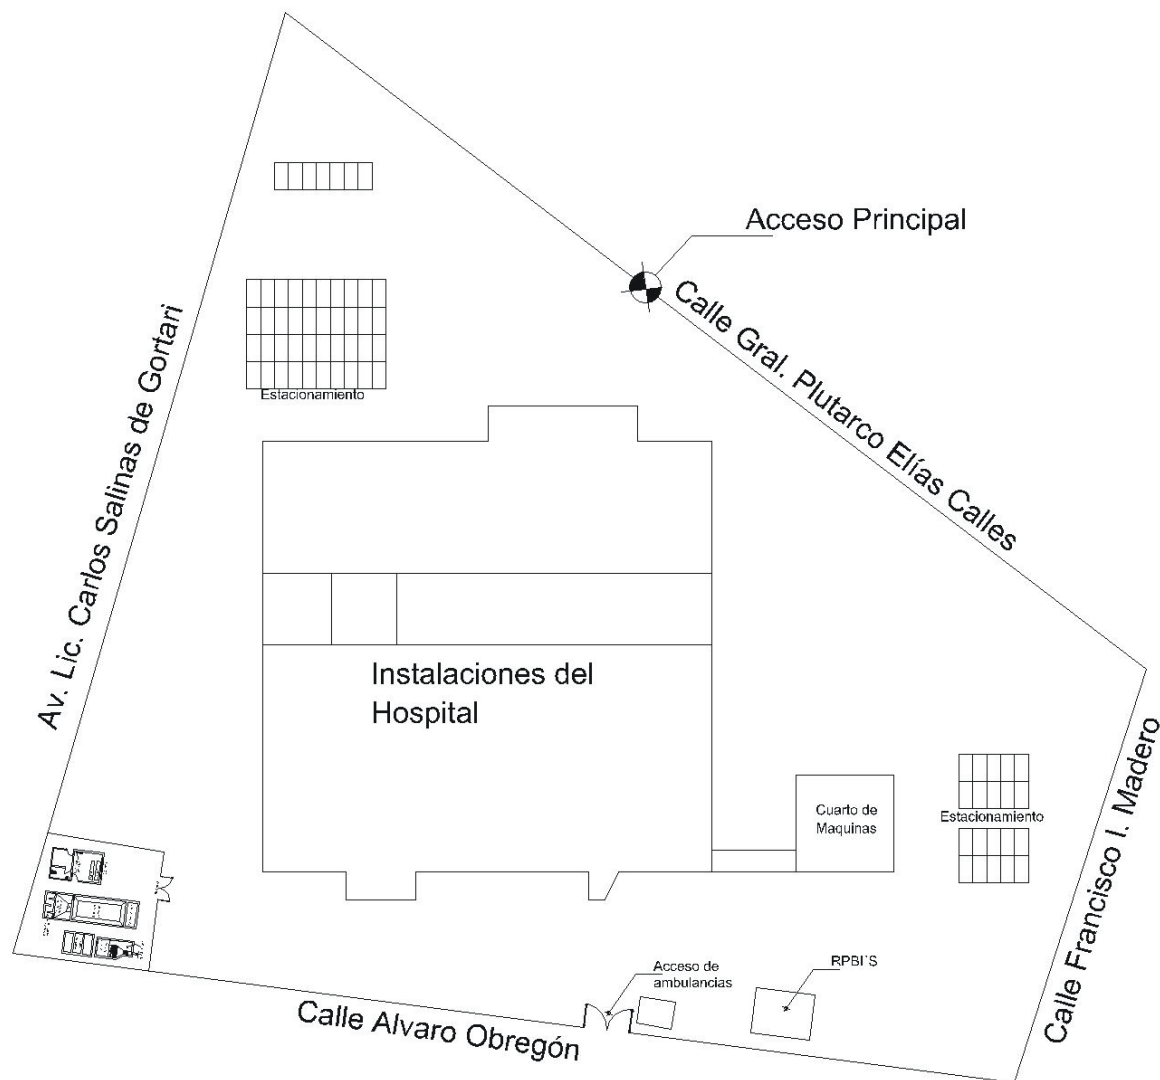 Acceso Principal
Calle Gral. Plutarco Elías Calles
Av. Lic. Carlos Salinas de Gortari
Estacionamiento
Instalaciones del
Hospital
Cuarto de
Maquinas
Estacionamiento
Calle Francisco I. Madero
Acceso de
ambulancias
RPBI´S
Calle Alvaro Obregón